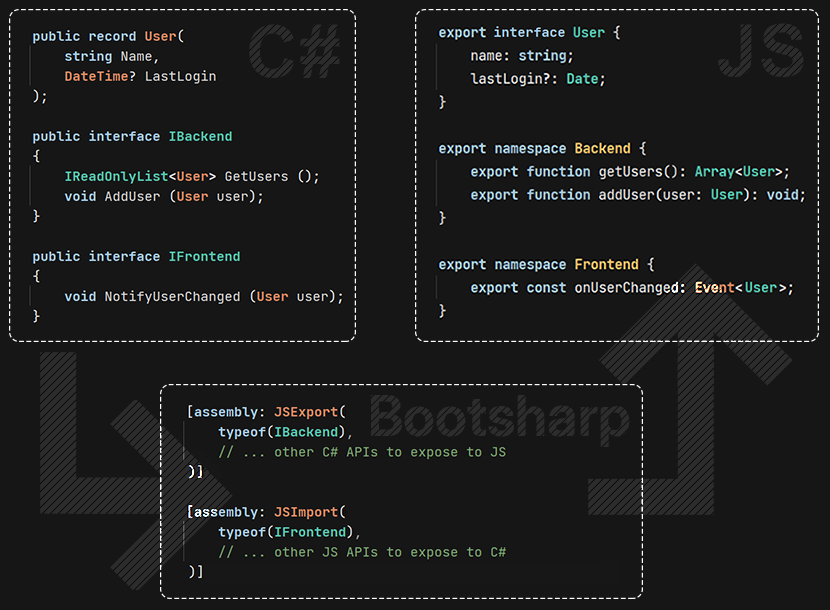 C#
public record User(
string Name,
DateTime? LastLogin
);
public interface IBackend
{
IReadOnlyList<User> GetUsers ();
void AddUser (User user);
}
public interface IFrontend
{
void NotifyUserChanged (User user);
}
JS
export interface User {
name: string;
lastLogin?: Date;
}
export namespace Backend {
export function getUsers(): Array<User>;
export function addUser(user: User): void;
}
export namespace Frontend {
export const onUserChanged: Event<User>;
}
Bootsharp
[assembly: JSExport(
typeof(IBackend),
// ... other C# APIs to expose to JS
)]
[assembly: JSImport(
typeof(IFrontend),
// ... other JS APIs to expose to C#
)]